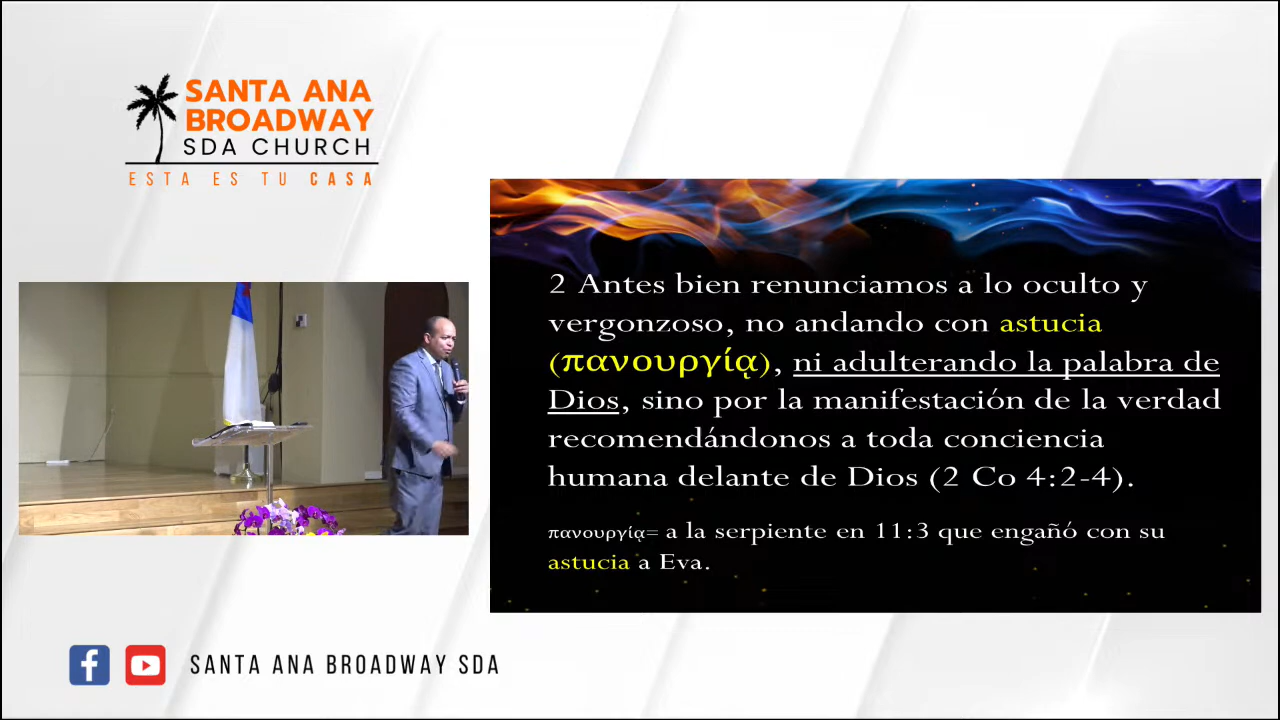 SANTA ANA
BROADWAY
SDA CHURCH
ESTA ES TU CASA
2 Antes bien renunciamos a lo oculto y
vergonzoso, no andando con astucia
(πανουργίᾳ), ni adulterando la palabra de
Dios, sino por la manifestación de la verdad
recomendándonos a toda conciencia
humana delante de Dios (2 Co 4:2-4).
πανουργίᾳ= a la serpiente en 11:3 que engañó con su
astucia a Eva.
SANTA ANA BROADWAY SDA